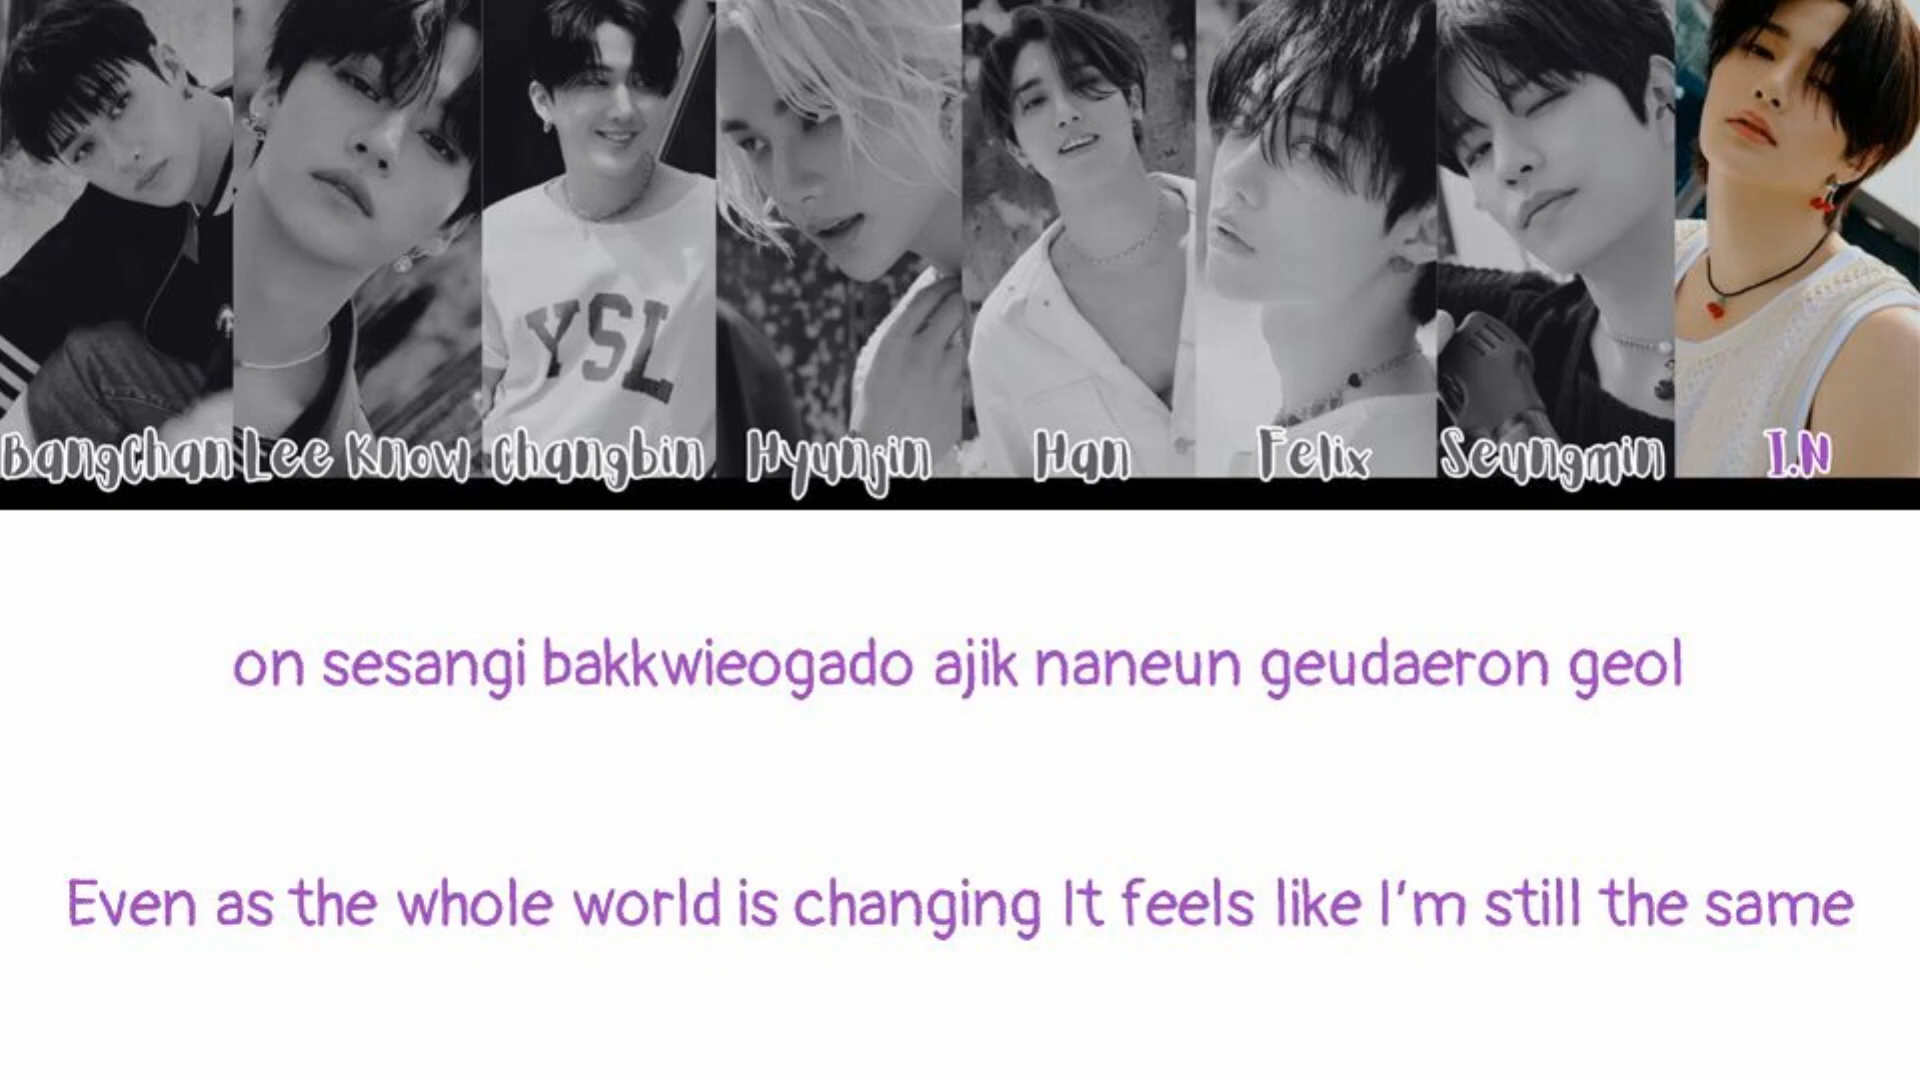 YSL
BangChan Lee Know Changbin Hyunjin Han Felix Seungmin I.N
on sesangi bakkwieogado ajik naneun geudaeron geol
Even as the whole world is changing It feels like I'm still the same